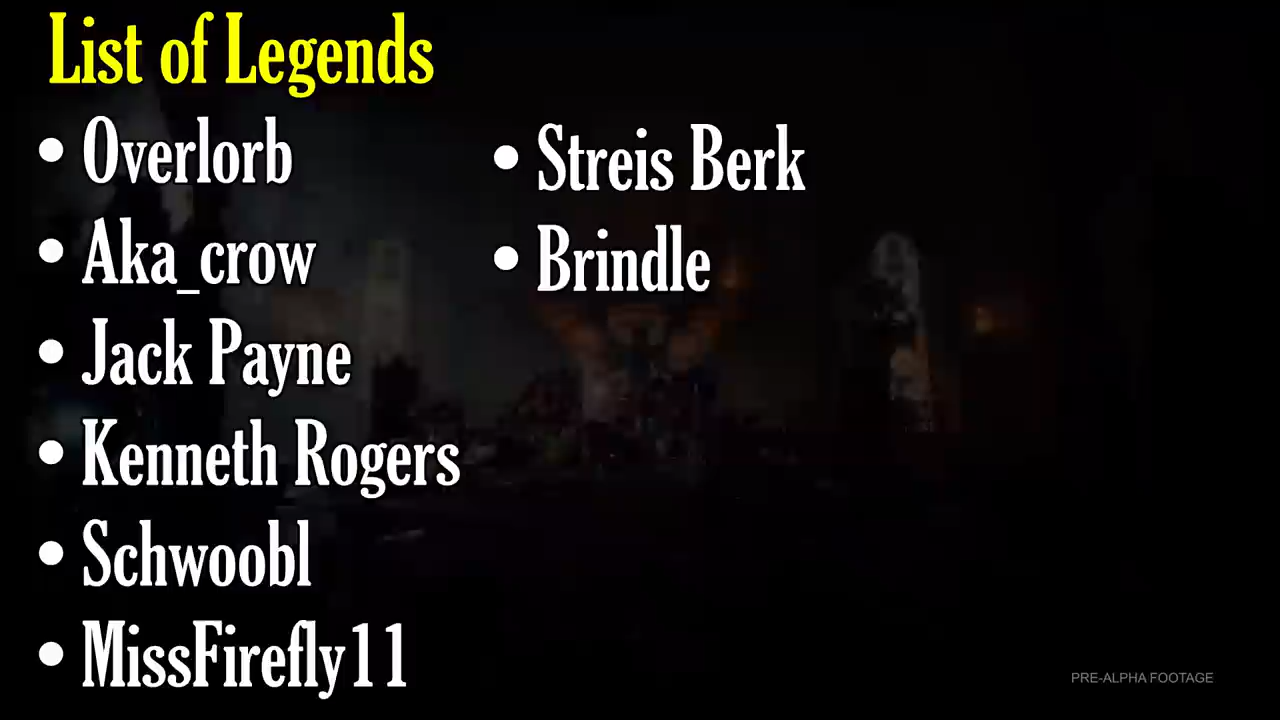 List of Legends
• Overlorb
• Aka_crow
• Jack Payne
• Kenneth Rogers
• Schwoobl
• MissFirefly11
• Streis Berk
• Brindle
PRE-ALPHA FOOTAGE